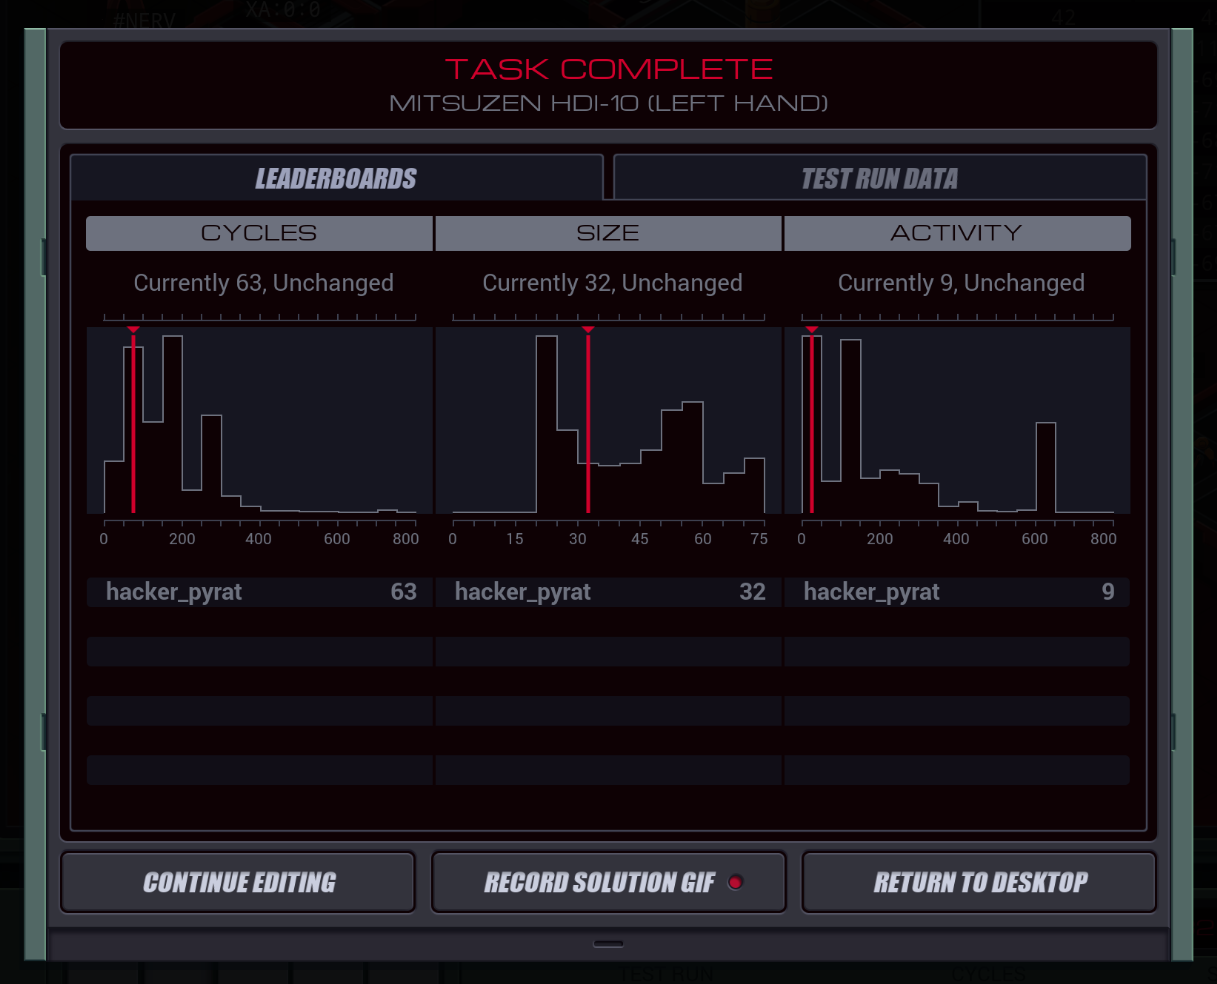 #NERV
XA:0:0
42
TASK COMPLETE
MITSUZEN HDI-10 (LEFT HAND)
LEADERBOARDS
TEST RUN DATA
CYCLES SIZE ACTIVITY
Currently 63, Unchanged Currently 32, Unchanged Currently 9, Unchanged
0 200 400 600 800 0 15 30 45 60 75 0 200 400 600 800
hacker_pyrat 63 hacker_pyrat 32 hacker_pyrat 9
CONTINUE EDITING
RECORD SOLUTION GIF
RETURN TO DESKTOP
TEST RUN
CYCLES